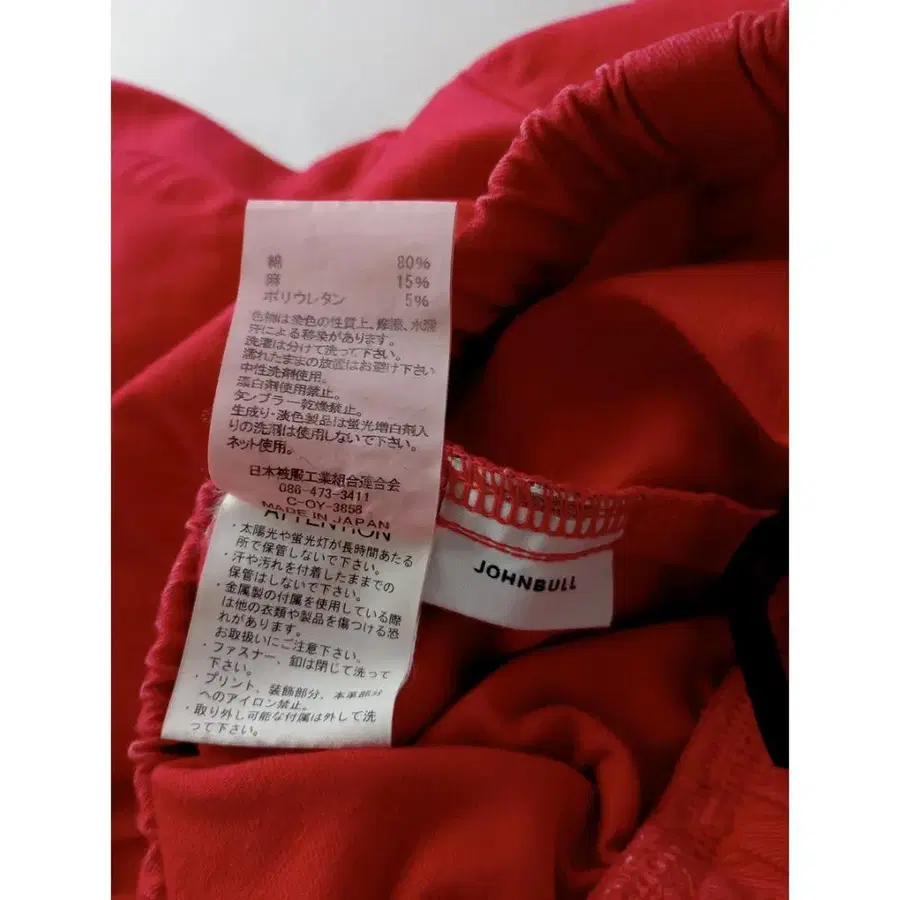 綿 80%
麻 15%
ポリウレタン 5%
色物は染色の性質上、摩擦、水濡
汗による移染があります。
洗濯は分けて洗って下さい。
濡れたままの放置はお避け下さい
中性洗剤使用。
漂白剤使用禁止。
タンブラー乾燥禁止。
生成り・淡色製品は蛍光増白剤入
りの洗剤は使用しないで下さい。
ネット使用。
日本被服工業組合連合会
086-473-3411
C-OY-3858
MADE IN JAPAN
ATTENTION
・太陽光や蛍光灯が長時間あたる
所で保管しないで下さい。
・汗や汚れを付着したままでの
保管はしないで下さい。
・金属製の付属を使用している際
は他の衣類や製品を傷つける恐
れがあります。
お取扱いにご注意下さい。
・ファスナー、釦は閉じて洗って
下さい。
・プリント、装飾部分、本革部分
へのアイロン禁止。
・取り外し可能な付属は外して洗
って下さい。
JOHNBULL